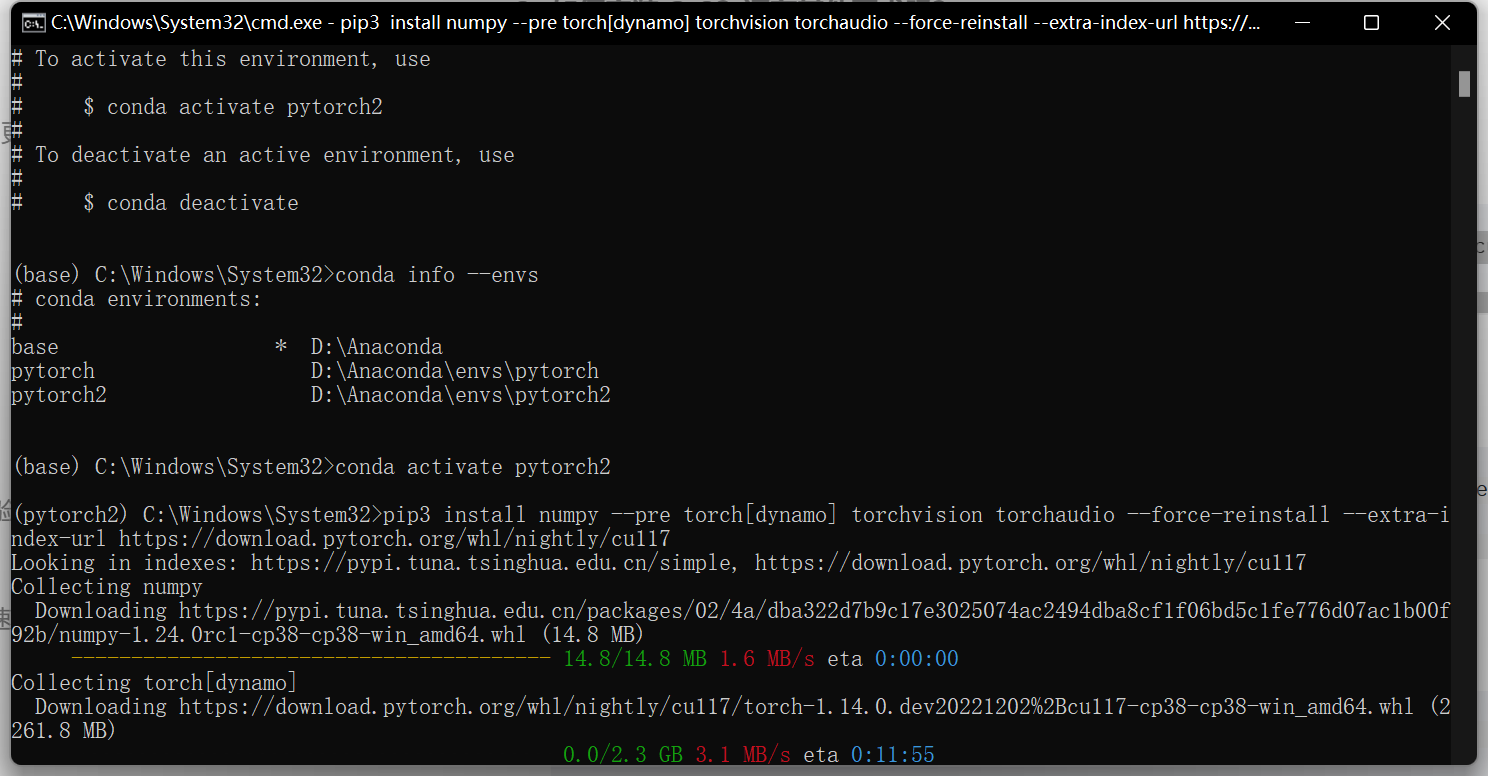 C:\Windows\System32\cmd.exe - pip3 install numpy --pre torch[dynamo] torchvision torchaudio --force-reinstall --extra-index-url https://...
# To activate this environment, use
#
#     $ conda activate pytorch2
#
# To deactivate an active environment, use
#
#     $ conda deactivate
(base) C:\Windows\System32>conda info --envs
# conda environments:
#
base                  *  D:\Anaconda
pytorch                  D:\Anaconda\envs\pytorch
pytorch2                 D:\Anaconda\envs\pytorch2
(base) C:\Windows\System32>conda activate pytorch2
(pytorch2) C:\Windows\System32>pip3 install numpy --pre torch[dynamo] torchvision torchaudio --force-reinstall --extra-i
ndex-url https://download.pytorch.org/whl/nightly/cu117
Looking in indexes: https://pypi.tuna.tsinghua.edu.cn/simple, https://download.pytorch.org/whl/nightly/cu117
Collecting numpy
  Downloading https://pypi.tuna.tsinghua.edu.cn/packages/02/4a/dba322d7b9c17e3025074ac2494dba8cf1f06bd5c1fe776d07ac1b00f
92b/numpy-1.24.0rc1-cp38-cp38-win_amd64.whl (14.8 MB)
     ---------------------------------------- 14.8/14.8 MB 1.6 MB/s eta 0:00:00
Collecting torch[dynamo]
  Downloading https://download.pytorch.org/whl/nightly/cu117/torch-1.14.0.dev20221202%2Bcu117-cp38-cp38-win_amd64.whl (2
261.8 MB)
0.0/2.3 GB 3.1 MB/s eta 0:11:55